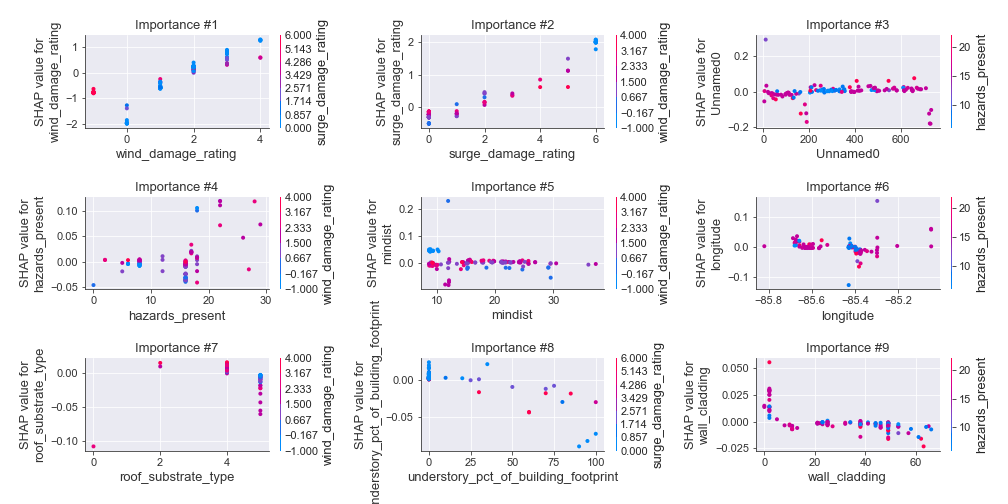 Importance #1
SHAP value for
wind_damage_rating
1
0
−1
−2
0
2
4
wind_damage_rating
6.000
5.143
4.286
3.429
2.571
1.714
0.857
0.000
surge_damage_rating
Importance #2
SHAP value for
surge_damage_rating
2
1
0
0
2
4
6
surge_damage_rating
4.000
3.167
2.333
1.500
0.667
−0.167
−1.000
wind_damage_rating
Importance #3
SHAP value for
Unnamed0
0.2
0.0
−0.2
0
200
400
600
Unnamed0
20
15
10
hazards_present
Importance #4
SHAP value for
hazards_present
0.10
0.05
0.00
−0.05
0
10
20
30
hazards_present
4.000
3.167
2.333
1.500
0.667
−0.167
−1.000
wind_damage_rating
Importance #5
SHAP value for
mindist
0.2
0.1
0.0
10
20
30
mindist
4.000
3.167
2.333
1.500
0.667
−0.167
−1.000
wind_damage_rating
Importance #6
SHAP value for
longitude
0.1
0.0
−0.1
−85.8
−85.6
−85.4
−85.2
longitude
20
15
10
hazards_present
Importance #7
SHAP value for
roof_substrate_type
0.00
−0.05
−0.10
0
2
4
roof_substrate_type
4.000
3.167
2.333
1.500
0.667
−0.167
−1.000
wind_damage_rating
Importance #8
SHAP value for
understory_pct_of_building_footprint
0.00
−0.05
0
25
50
75
100
understory_pct_of_building_footprint
6.000
5.143
4.286
3.429
2.571
1.714
0.857
0.000
surge_damage_rating
Importance #9
SHAP value for
wall_cladding
0.050
0.025
0.000
−0.025
0
20
40
60
wall_cladding
20
15
10
hazards_present